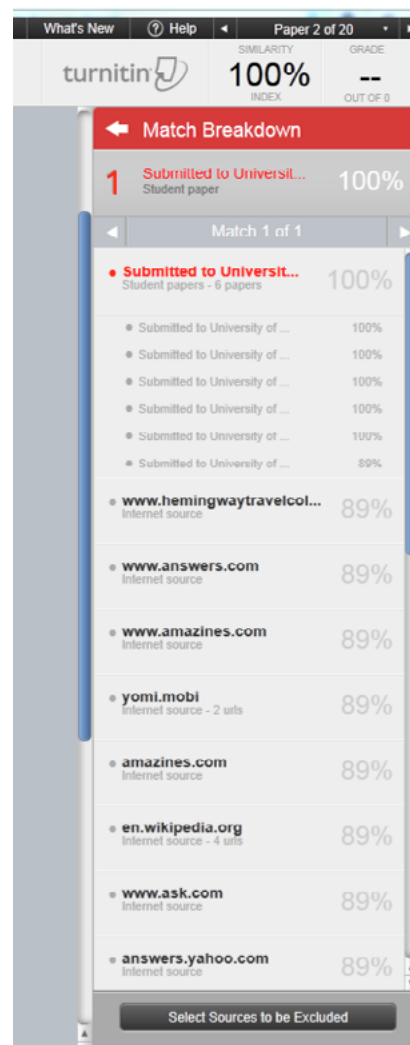 What's New ? Help Paper 2 of 20
turnitin SIMILARITY 100% INDEX GRADE -- OUT OF 0
Match Breakdown
1 Submitted to Universit... 100%
Student paper
Match 1 of 1
Submitted to Universit... 100%
Student papers - 6 papers
Submitted to University of ... 100%
Submitted to University of ... 100%
Submitted to University of ... 100%
Submitted to University of ... 100%
Submitted to University of ... 100%
Submitted to University of ... 89%
www.hemingwaytravelcol... 89%
Internet source
www.answers.com 89%
Internet source
www.amazines.com 89%
Internet source
yomi.mobi 89%
Internet source - 2 urls
amazines.com 89%
Internet source
en.wikipedia.org 89%
Internet source - 4 urls
www.ask.com 89%
Internet source
answers.yahoo.com 89%
Internet source
Select Sources to be Excluded